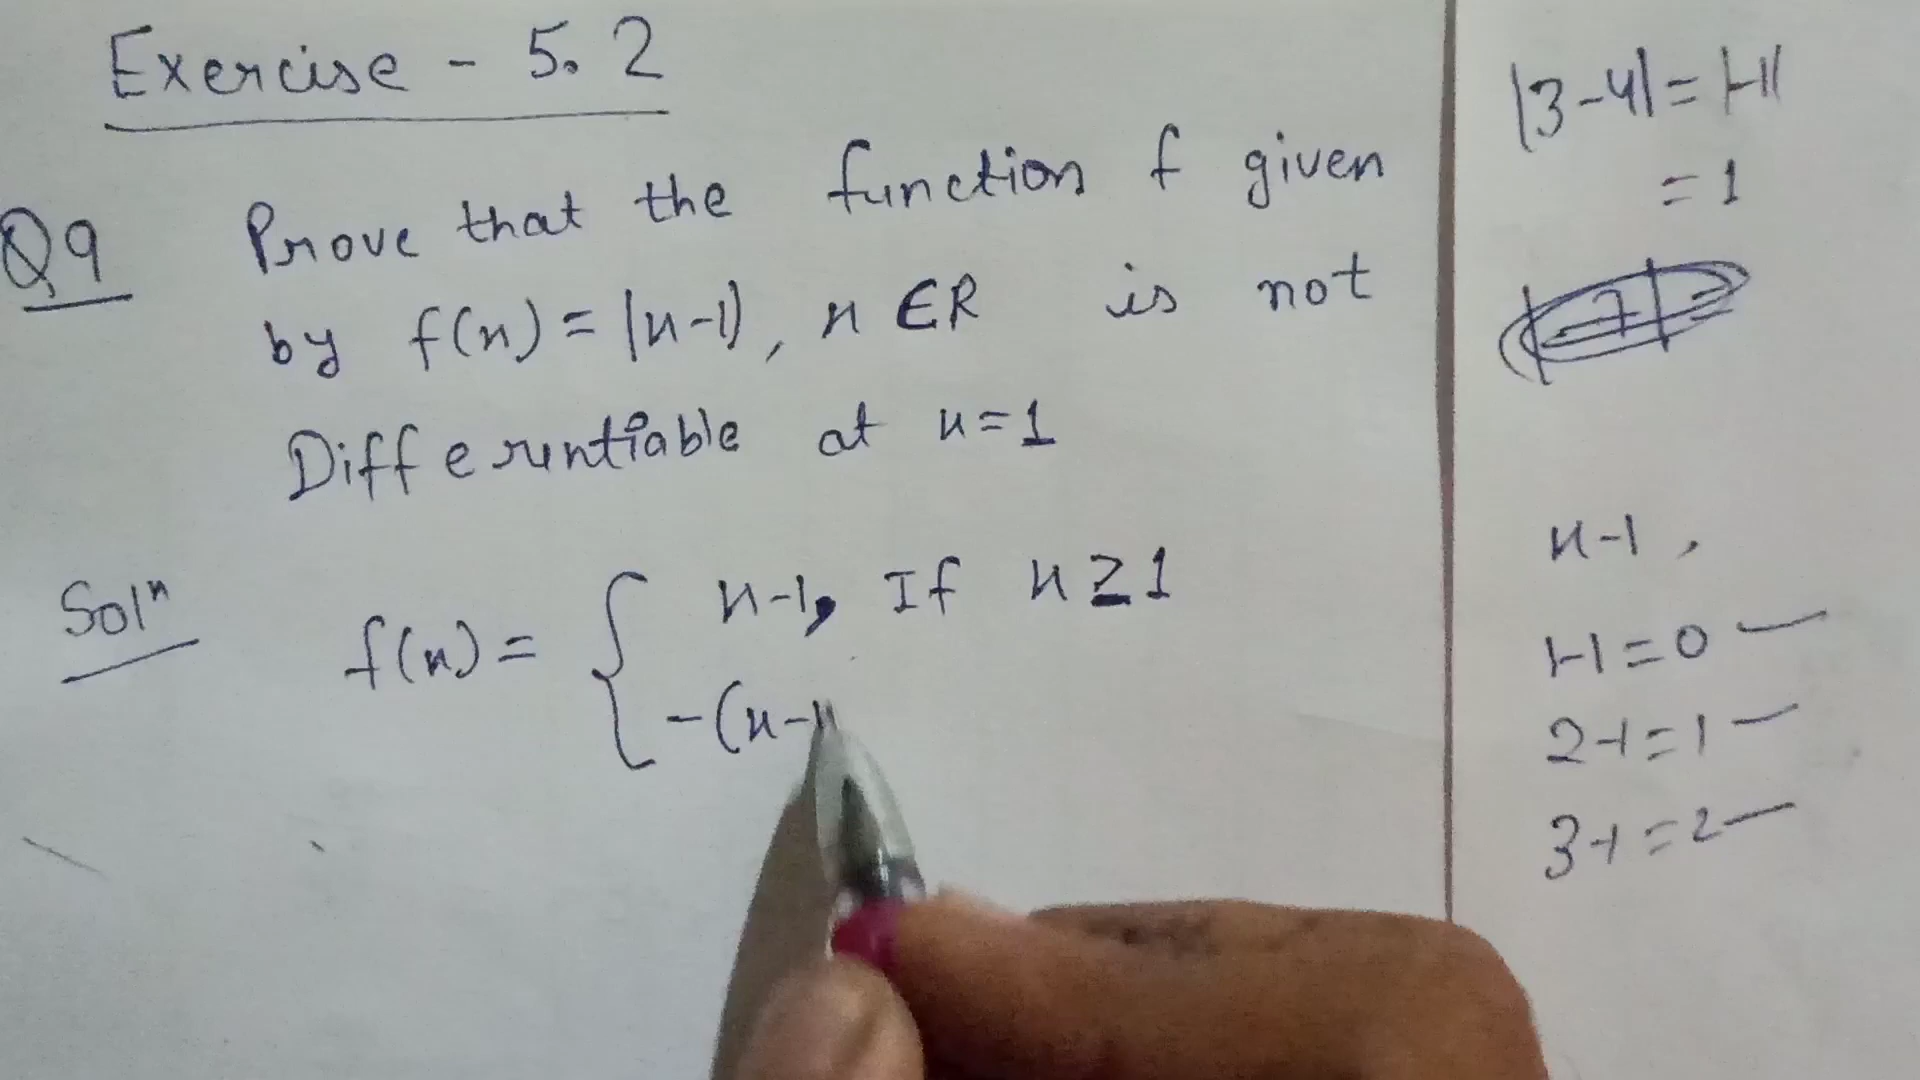 Exercise - 5.2
Q9 Prove that the function f given
by f(x) = |x-1|, x ∈ R is not
Differentiable at x=1
Solⁿ f(x) = { x-1, If x ≥ 1
-(x-1
|3-4| = |-1|
= 1
x-1,
1-1=0
2-1=1
3-1=2